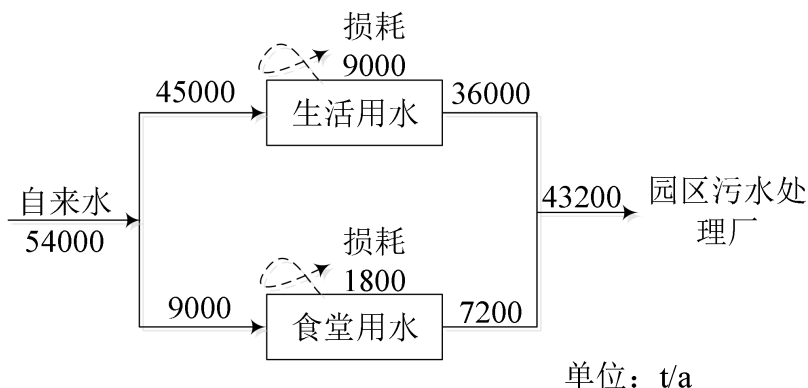 损耗
9000
45000
生活用水
36000
自来水
54000
43200
园区污水处
理厂
损耗
1800
9000
食堂用水
7200
单位：t/a